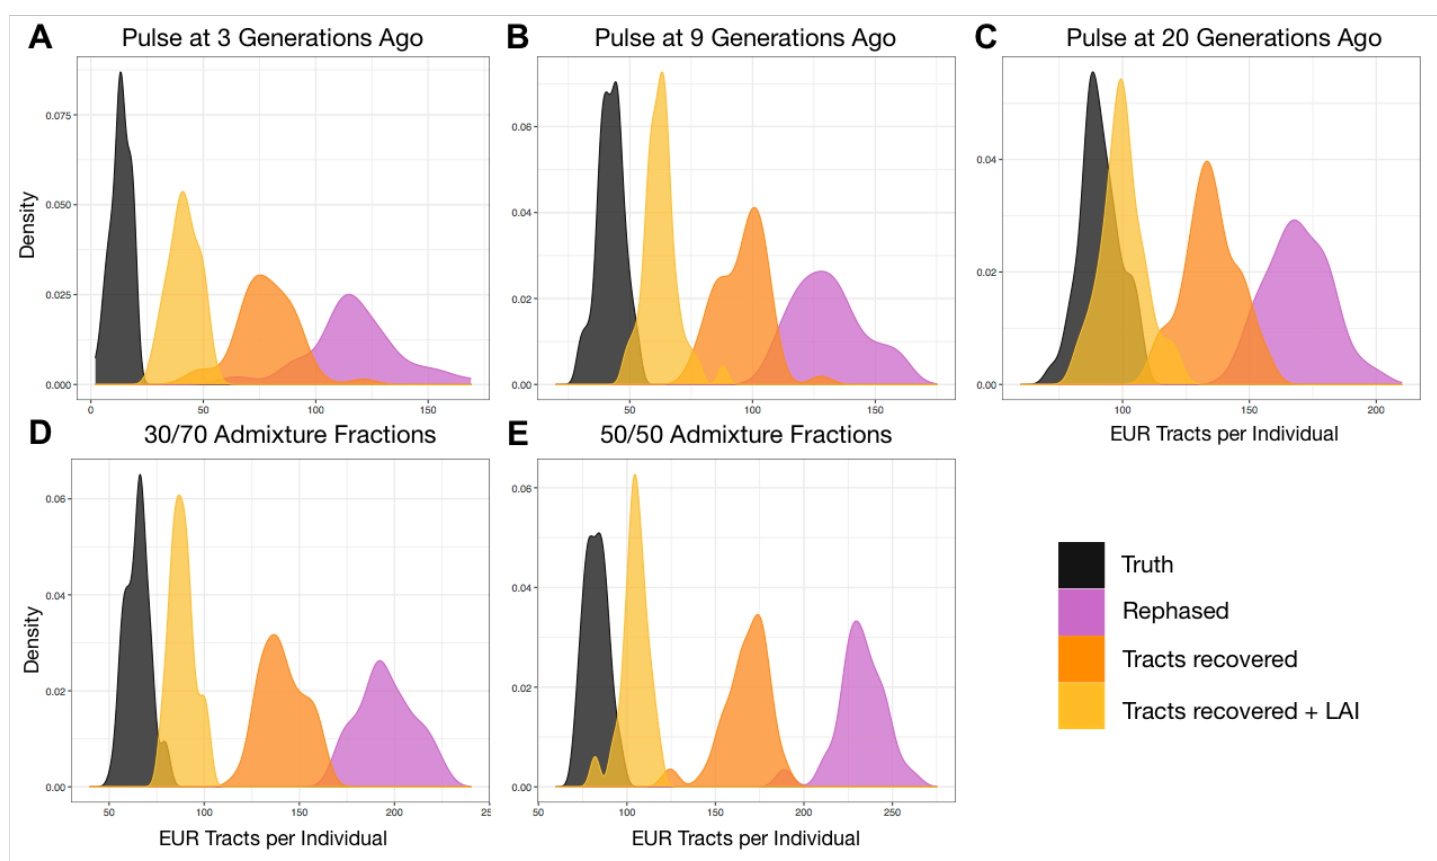 A Pulse at 3 Generations Ago
B Pulse at 9 Generations Ago
C Pulse at 20 Generations Ago
Density
0.075
0.050
0.025
0.000
0 50 100 150
0.06
0.04
0.02
0.00
50 100 150
0.04
0.02
0.00
100 150 200
EUR Tracts per Individual
D 30/70 Admixture Fractions
E 50/50 Admixture Fractions
Density
0.06
0.04
0.02
0.00
50 100 150 200 25
EUR Tracts per Individual
0.06
0.04
0.02
0.00
50 100 150 200 250
EUR Tracts per Individual
Truth
Rephased
Tracts recovered
Tracts recovered + LAI